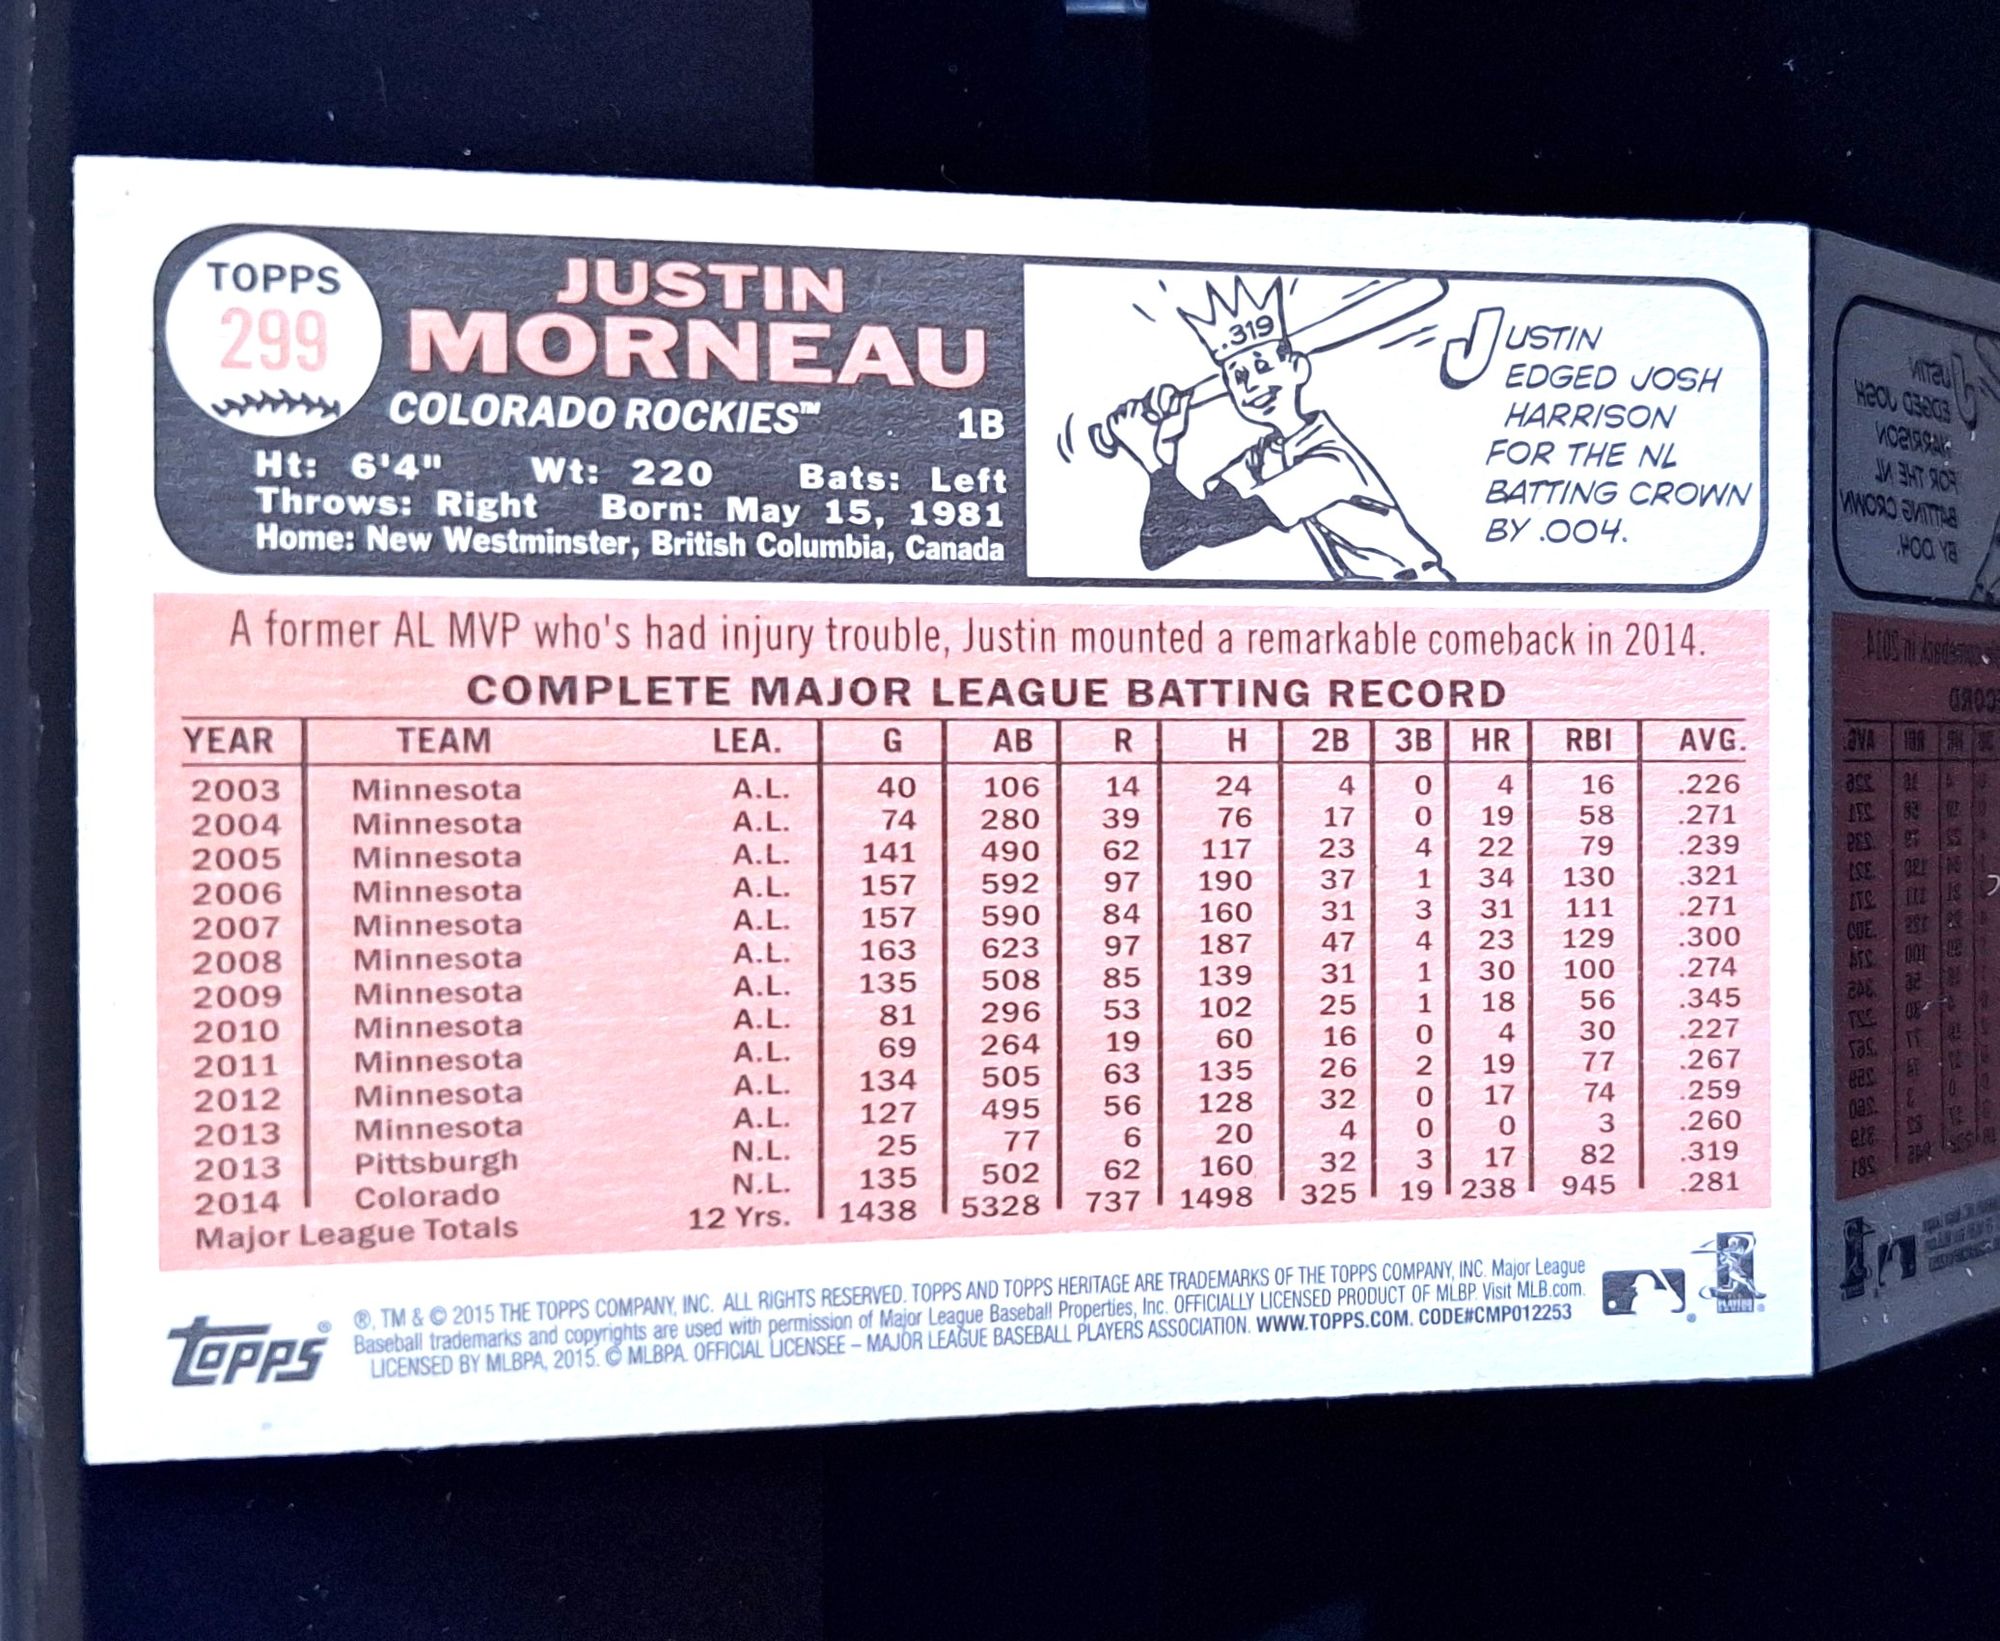 TOPPS
299
JUSTIN
MORNEAU
COLORADO ROCKIES™ 1B
Ht: 6'4" Wt: 220 Bats: Left
Throws: Right Born: May 15, 1981
Home: New Westminster, British Columbia, Canada
.319
JUSTIN
EDGED JOSH
HARRISON
FOR THE NL
BATTING CROWN
BY .004.
A former AL MVP who's had injury trouble, Justin mounted a remarkable comeback in 2014.
COMPLETE MAJOR LEAGUE BATTING RECORD
YEAR TEAM LEA. G AB R H 2B 3B HR RBI AVG.
2003 Minnesota A.L. 40 106 14 24 4 0 4 16 .226
2004 Minnesota A.L. 74 280 39 76 17 0 19 58 .271
2005 Minnesota A.L. 141 490 62 117 23 4 22 79 .239
2006 Minnesota A.L. 157 592 97 190 37 1 34 130 .321
2007 Minnesota A.L. 157 590 84 160 31 3 31 111 .271
2008 Minnesota A.L. 163 623 97 187 47 4 23 129 .300
2009 Minnesota A.L. 135 508 85 139 31 1 30 100 .274
2010 Minnesota A.L. 81 296 53 102 25 1 18 56 .345
2011 Minnesota A.L. 69 264 19 60 16 0 4 30 .227
2012 Minnesota A.L. 134 505 63 135 26 2 19 77 .267
2013 Minnesota A.L. 127 495 56 128 32 0 17 74 .259
2013 Pittsburgh N.L. 25 77 6 20 4 0 0 3 .260
2014 Colorado N.L. 135 502 62 160 32 3 17 82 .319
Major League Totals 12 Yrs. 1438 5328 737 1498 325 19 238 945 .281
Topps®
®, TM & © 2015 THE TOPPS COMPANY, INC. ALL RIGHTS RESERVED. TOPPS AND TOPPS HERITAGE ARE TRADEMARKS OF THE TOPPS COMPANY, INC. Major League
Baseball trademarks and copyrights are used with permission of Major League Baseball Properties, Inc. OFFICIALLY LICENSED PRODUCT OF MLBP. Visit MLB.com.
LICENSED BY MLBPA, 2015. © MLBPA. OFFICIAL LICENSEE – MAJOR LEAGUE BASEBALL PLAYERS ASSOCIATION. WWW.TOPPS.COM. CODE#CMP012253